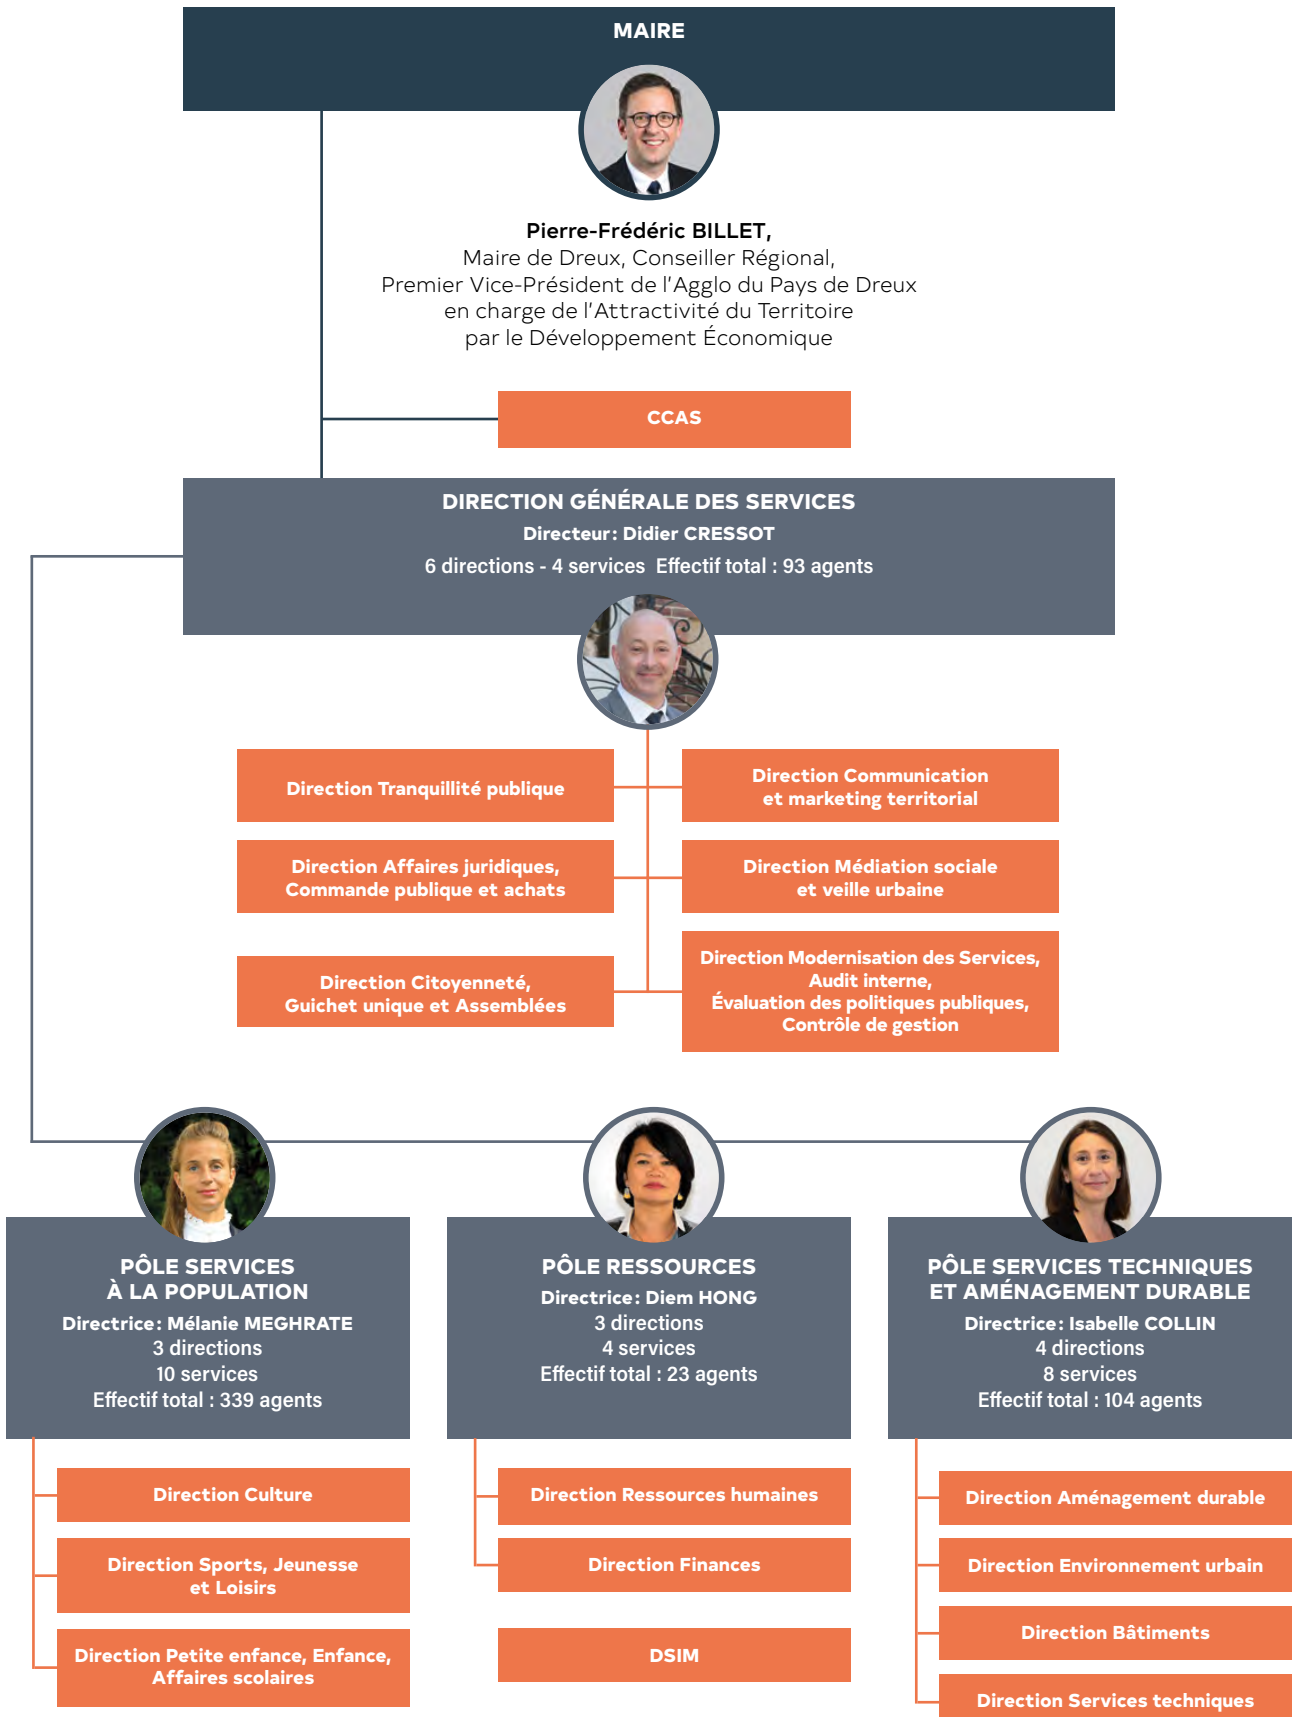 MAIRE
Pierre-Frédéric BILLET,
Maire de Dreux, Conseiller Régional,
Premier Vice-Président de l'Agglo du Pays de Dreux
en charge de l'Attractivité du Territoire
par le Développement Économique
CCAS
DIRECTION GÉNÉRALE DES SERVICES
Directeur: Didier CRESSOT
6 directions - 4 services Effectif total : 93 agents
Direction Tranquillité publique
Direction Communication
et marketing territorial
Direction Affaires juridiques,
Commande publique et achats
Direction Médiation sociale
et veille urbaine
Direction Citoyenneté,
Guichet unique et Assemblées
Direction Modernisation des Services,
Audit interne,
Évaluation des politiques publiques,
Contrôle de gestion
PÔLE SERVICES
À LA POPULATION
Directrice: Mélanie MEGHRATE
3 directions
10 services
Effectif total : 339 agents
Direction Culture
Direction Sports, Jeunesse
et Loisirs
Direction Petite enfance, Enfance,
Affaires scolaires
PÔLE RESSOURCES
Directrice: Diem HONG
3 directions
4 services
Effectif total : 23 agents
Direction Ressources humaines
Direction Finances
DSIM
PÔLE SERVICES TECHNIQUES
ET AMÉNAGEMENT DURABLE
Directrice: Isabelle COLLIN
4 directions
8 services
Effectif total : 104 agents
Direction Aménagement durable
Direction Environnement urbain
Direction Bâtiments
Direction Services techniques